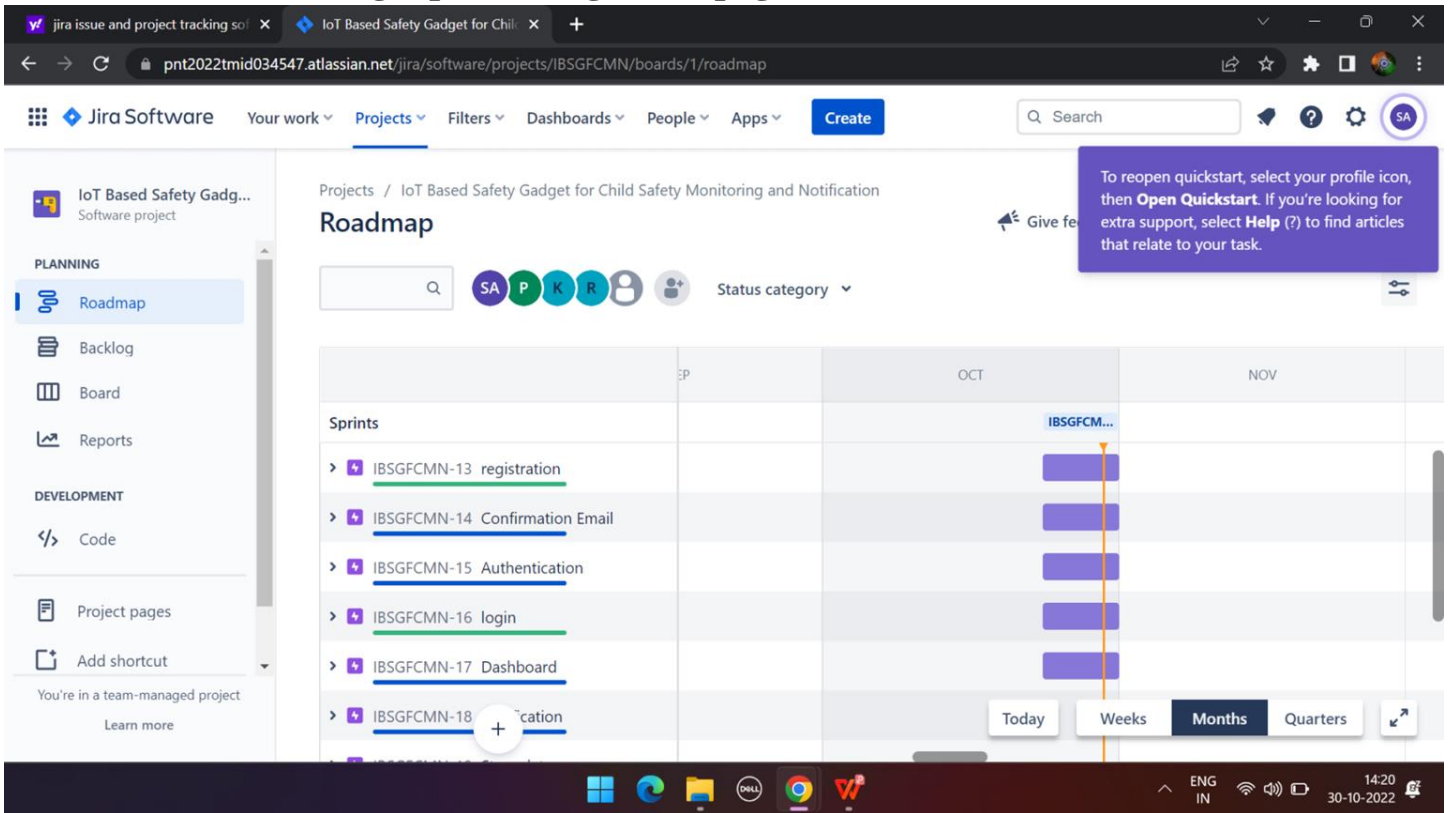 jira issue and project tracking sof
IoT Based Safety Gadget for Chil
pnt2022tmid034547.atlassian.net/jira/software/projects/IBSGFCMN/boards/1/roadmap
Jira Software Your work Projects Filters Dashboards People Apps Create Search SA
To reopen quickstart, select your profile icon,
then Open Quickstart. If you're looking for
extra support, select Help (?) to find articles
that relate to your task.
IoT Based Safety Gadg...
Software project
PLANNING
Roadmap
Backlog
Board
Reports
DEVELOPMENT
Code
Project pages
Add shortcut
You're in a team-managed project
Learn more
Projects / IoT Based Safety Gadget for Child Safety Monitoring and Notification
Roadmap
Give fe
SA P K R Status category
EP OCT NOV
Sprints IBSGFCM...
IBSGFCMN-13 registration
IBSGFCMN-14 Confirmation Email
IBSGFCMN-15 Authentication
IBSGFCMN-16 login
IBSGFCMN-17 Dashboard
IBSGFCMN-18 ication
Today Weeks Months Quarters
DELL
ENG
IN
14:20
30-10-2022